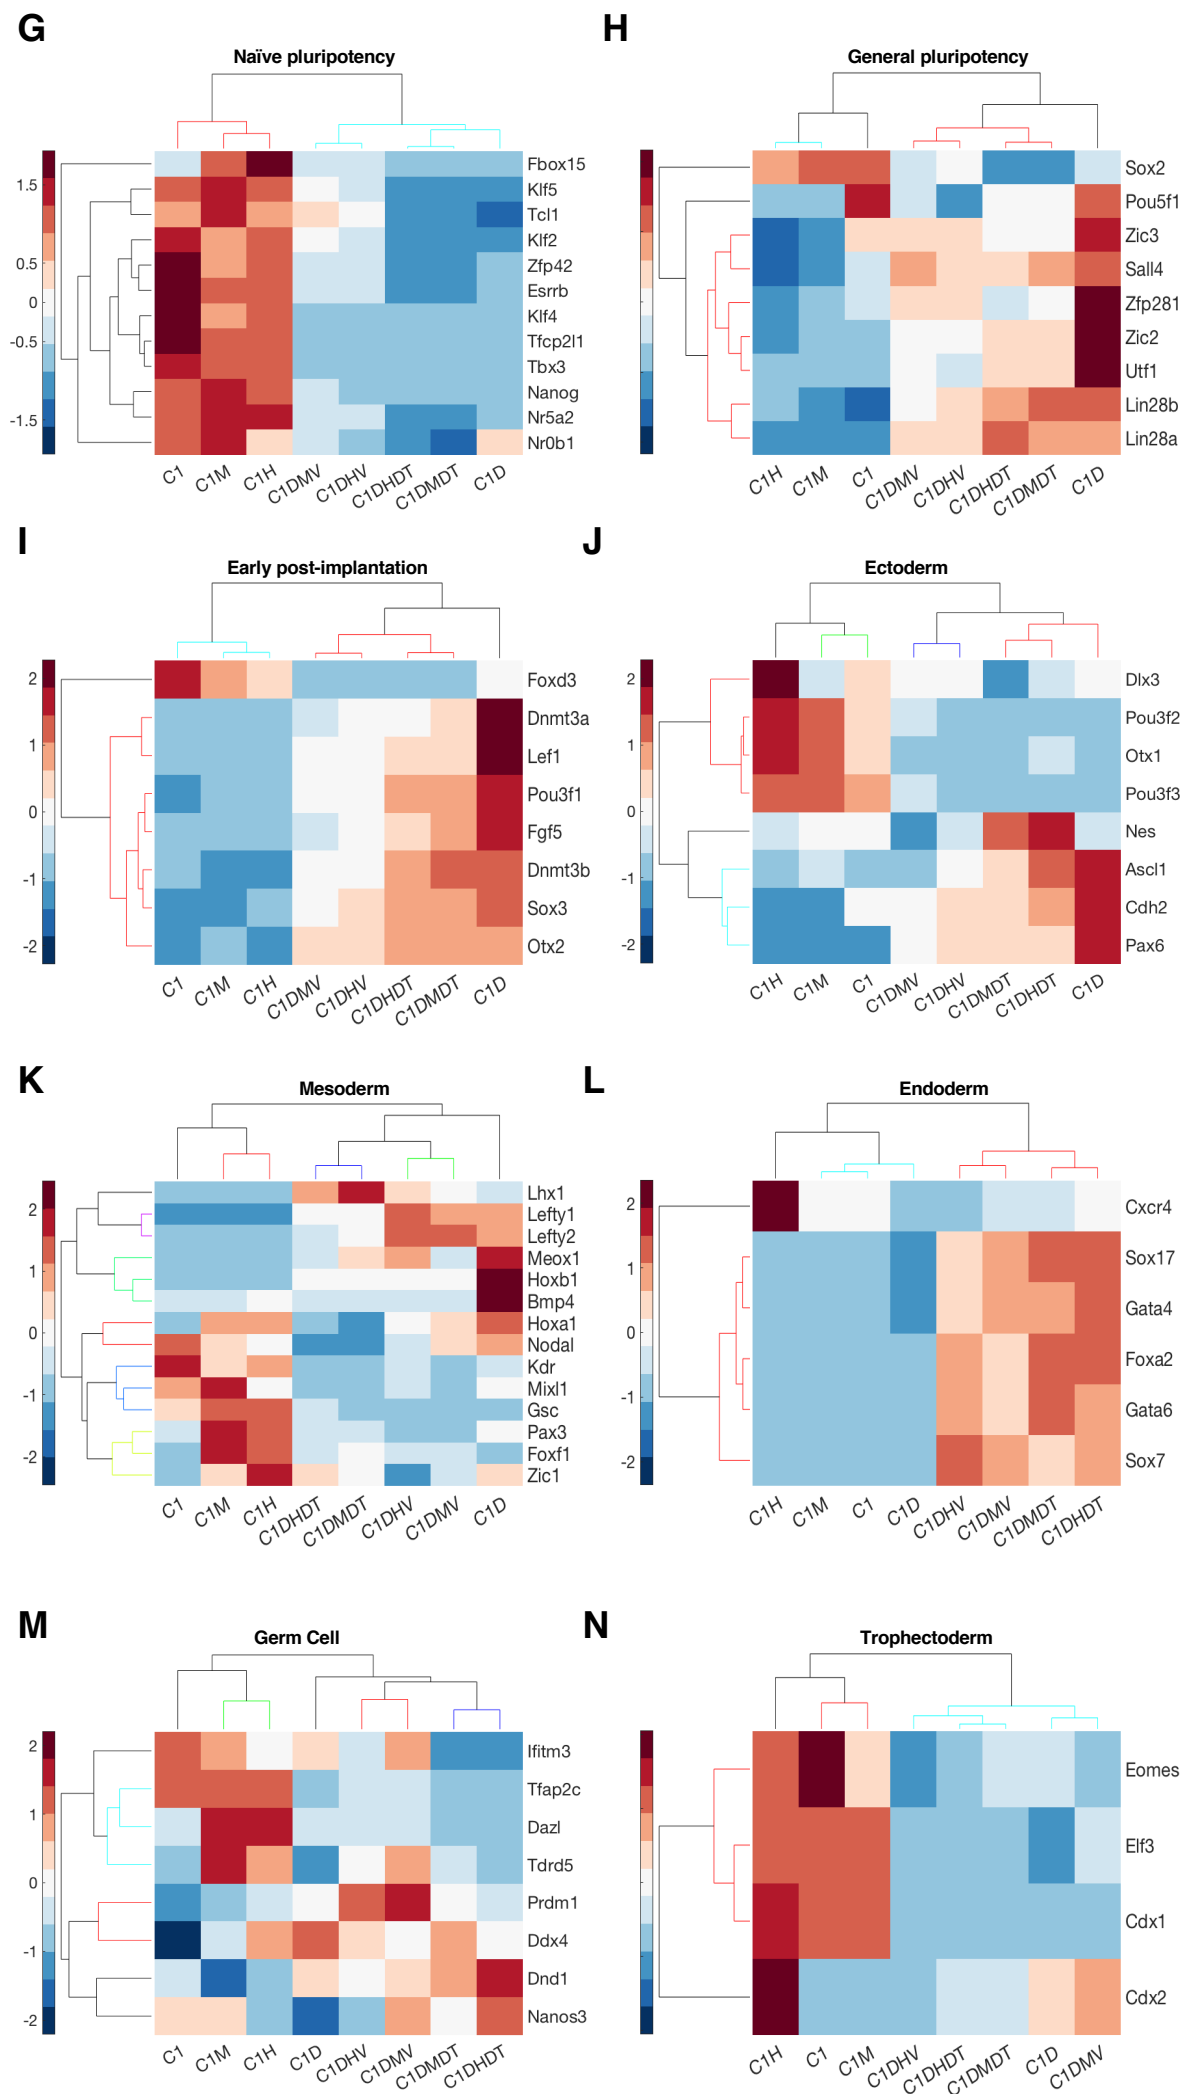 G
Naïve pluripotency
1.5
0.5
0
-0.5
-1.5
Fbox15
Klf5
Tcl1
Klf2
Zfp42
Esrrb
Klf4
Tfcp2l1
Tbx3
Nanog
Nr5a2
Nr0b1
C1 C1M C1H C1DMV C1DHV C1DHDT C1DMDT C1D
H
General pluripotency
Sox2
Pou5f1
Zic3
Sall4
Zfp281
Zic2
Utf1
Lin28b
Lin28a
C1H C1M C1 C1DMV C1DHV C1DHDT C1DMDT C1D
I
Early post-implantation
2
1
0
-1
-2
Foxd3
Dnmt3a
Lef1
Pou3f1
Fgf5
Dnmt3b
Sox3
Otx2
C1 C1M C1H C1DMV C1DHV C1DHDT C1DMDT C1D
J
Ectoderm
2
1
0
-1
-2
Dlx3
Pou3f2
Otx1
Pou3f3
Nes
Ascl1
Cdh2
Pax6
C1H C1M C1 C1DMV C1DHV C1DMDT C1DHDT C1D
K
Mesoderm
2
1
0
-1
-2
Lhx1
Lefty1
Lefty2
Meox1
Hoxb1
Bmp4
Hoxa1
Nodal
Kdr
Mixl1
Gsc
Pax3
Foxf1
Zic1
C1 C1M C1H C1DHDT C1DMDT C1DHV C1DMV C1D
L
Endoderm
2
1
0
-1
-2
Cxcr4
Sox17
Gata4
Foxa2
Gata6
Sox7
C1H C1M C1 C1D C1DHV C1DMV C1DMDT C1DHDT
M
Germ Cell
2
1
0
-1
-2
Ifitm3
Tfap2c
Dazl
Tdrd5
Prdm1
Ddx4
Dnd1
Nanos3
C1 C1M C1H C1D C1DHV C1DMV C1DMDT C1DHDT
N
Trophectoderm
Eomes
Elf3
Cdx1
Cdx2
C1H C1 C1M C1DHV C1DHDT C1DMDT C1D C1DMV